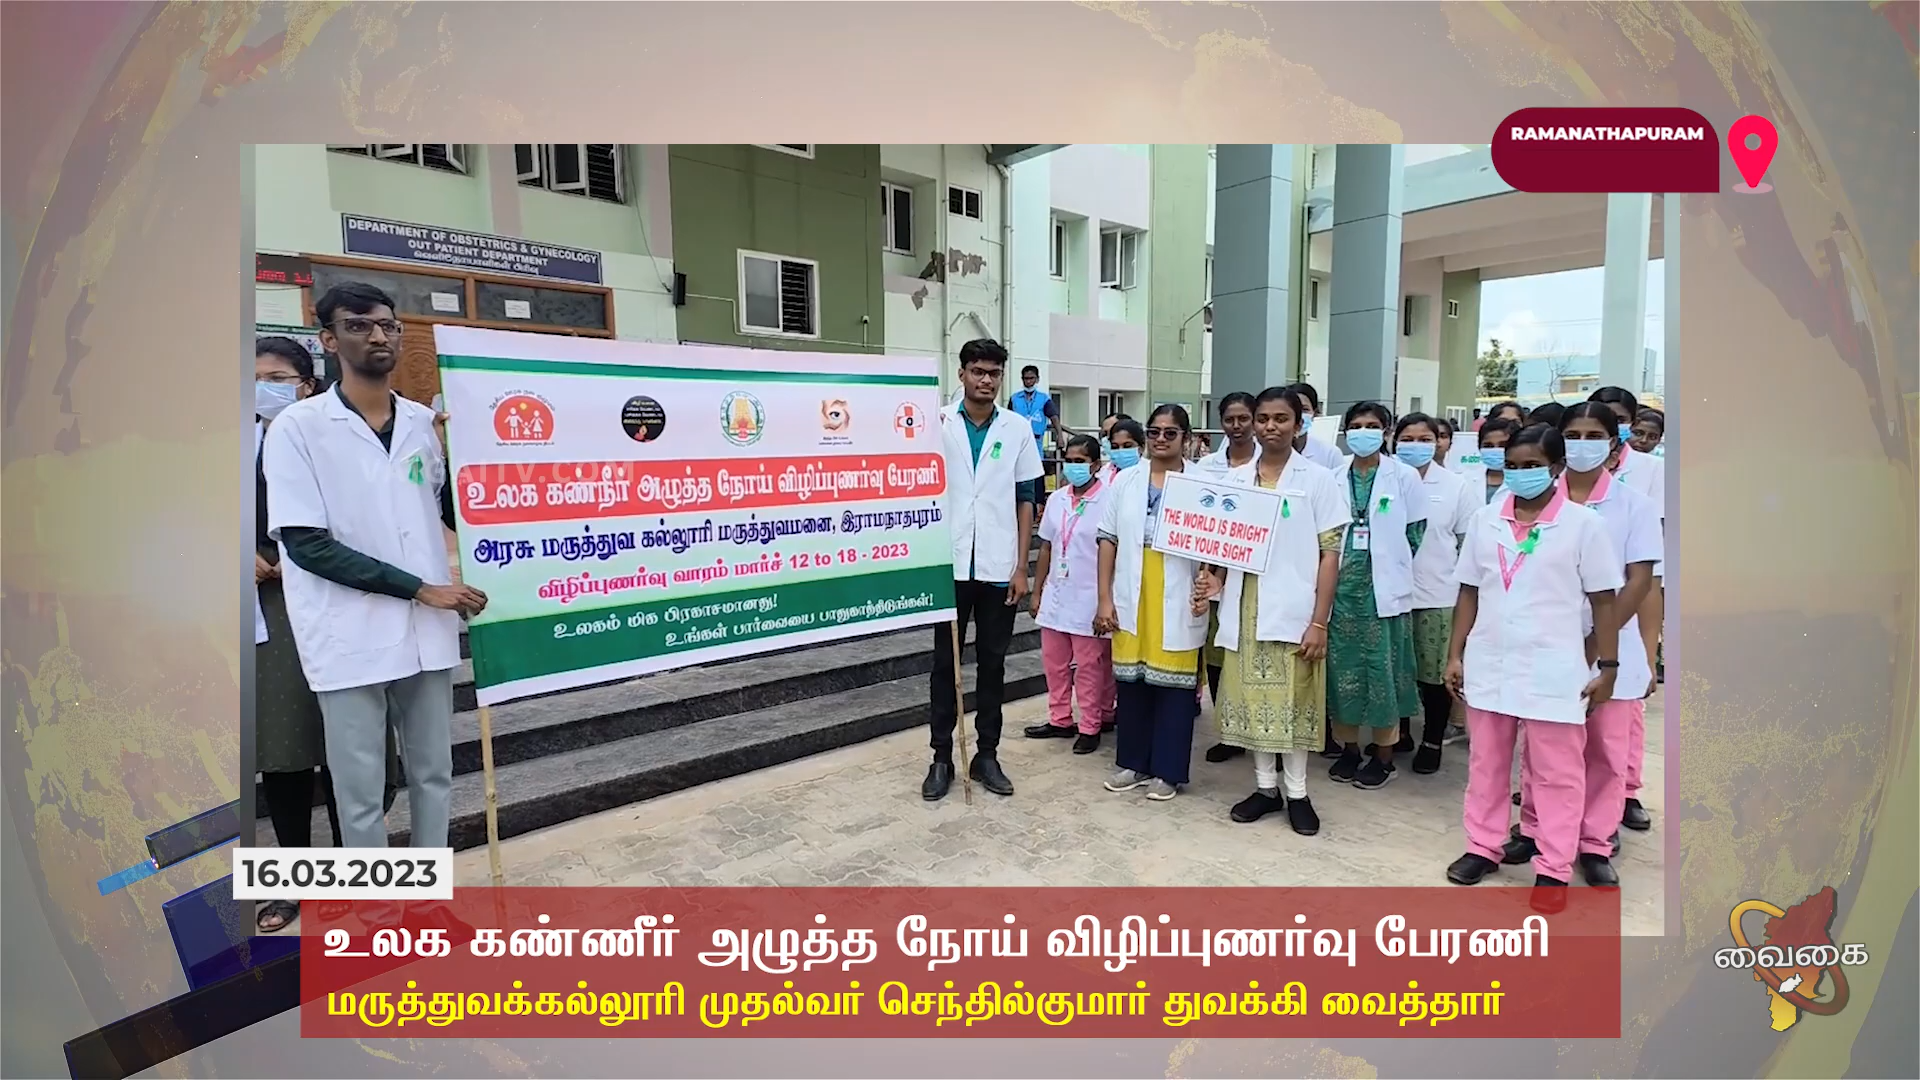 RAMANATHAPURAM
DEPARTMENT OF OBSTETRICS & GYNECOLOGY
OUT PATIENT DEPARTMENT
வெளிநோயாளிகள் பிரிவு
உலக கண்நீர் அழுத்த நோய் விழிப்புணர்வு பேரணி
அரசு மருத்துவ கல்லூரி மருத்துவமனை, இராமநாதபுரம்
விழிப்புணர்வு வாரம் மார்ச் 12 to 18 - 2023
உலகம் மிக பிரகாசமானது!
உங்கள் பார்வையை பாதுகாத்திடுங்கள்!
THE WORLD IS BRIGHT
SAVE YOUR SIGHT
16.03.2023
உலக கண்ணீர் அழுத்த நோய் விழிப்புணர்வு பேரணி
மருத்துவக்கல்லூரி முதல்வர் செந்தில்குமார் துவக்கி வைத்தார்
வைகை